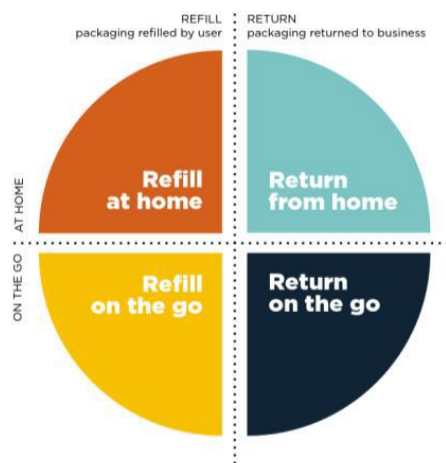 REFILL
packaging refilled by user
RETURN
packaging returned to business
AT HOME
Refill
at home
Return
from home
ON THE GO
Refill
on the go
Return
on the go